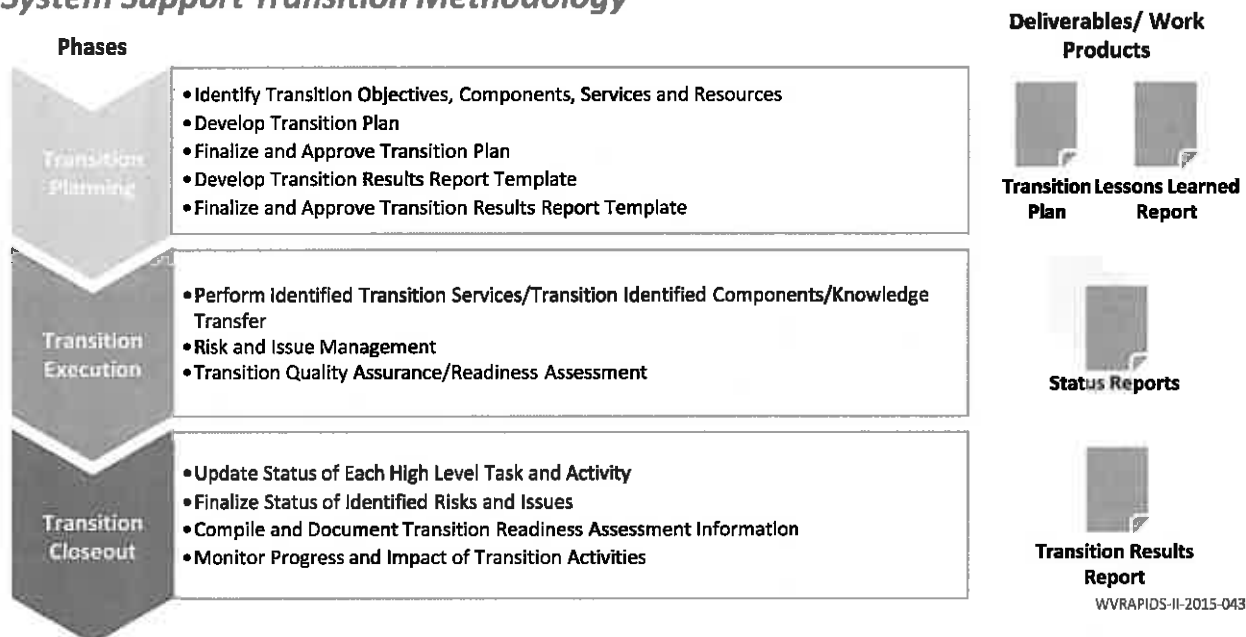 System Support Transition Methodology
Phases
Deliverables/ Work
Products
Transition
Planning
•Identify Transition Objectives, Components, Services and Resources
•Develop Transition Plan
•Finalize and Approve Transition Plan
•Develop Transition Results Report Template
•Finalize and Approve Transition Results Report Template
Transition Lessons Learned
Plan Report
Transition
Execution
•Perform Identified Transition Services/Transition Identified Components/Knowledge
Transfer
•Risk and Issue Management
•Transition Quality Assurance/Readiness Assessment
Status Reports
Transition
Closeout
•Update Status of Each High Level Task and Activity
•Finalize Status of Identified Risks and Issues
•Compile and Document Transition Readiness Assessment Information
•Monitor Progress and Impact of Transition Activities
Transition Results
Report
WVRAPIDS-II-2015-043